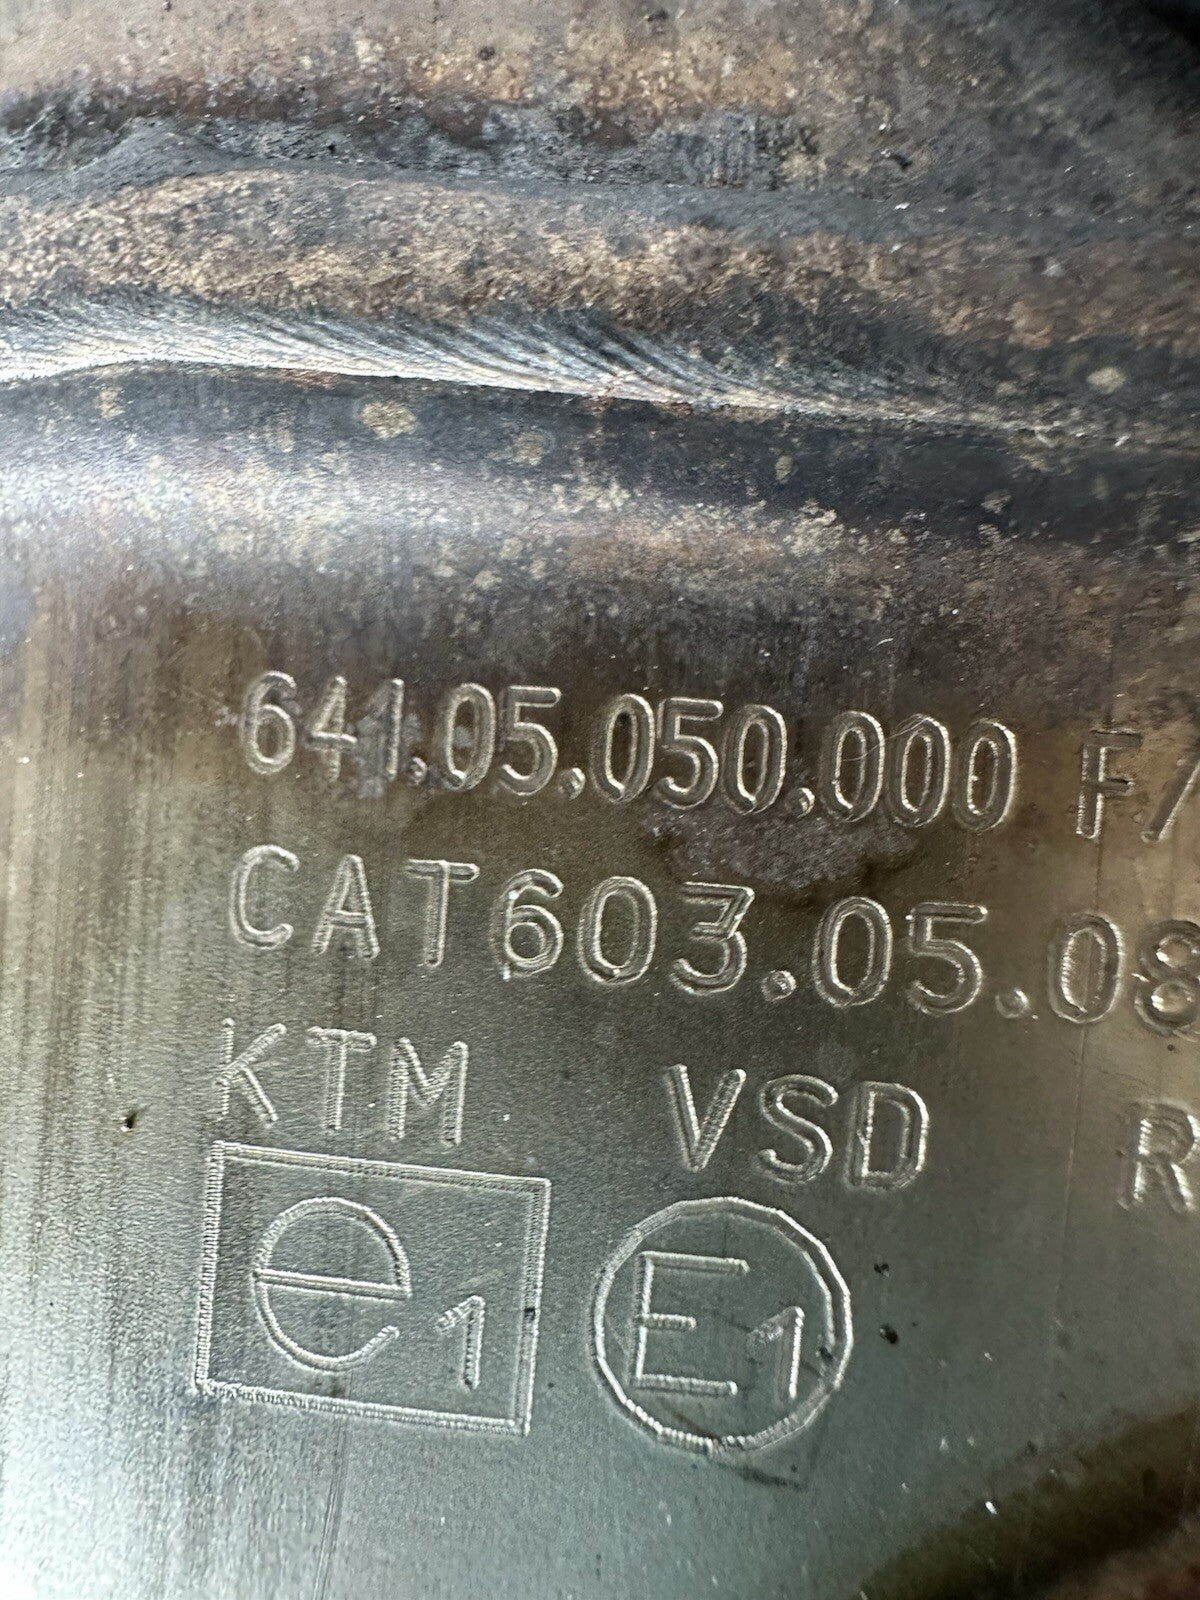 641.05.050.000 F/
CAT603.05.08
KTM VSD R
e1 E1